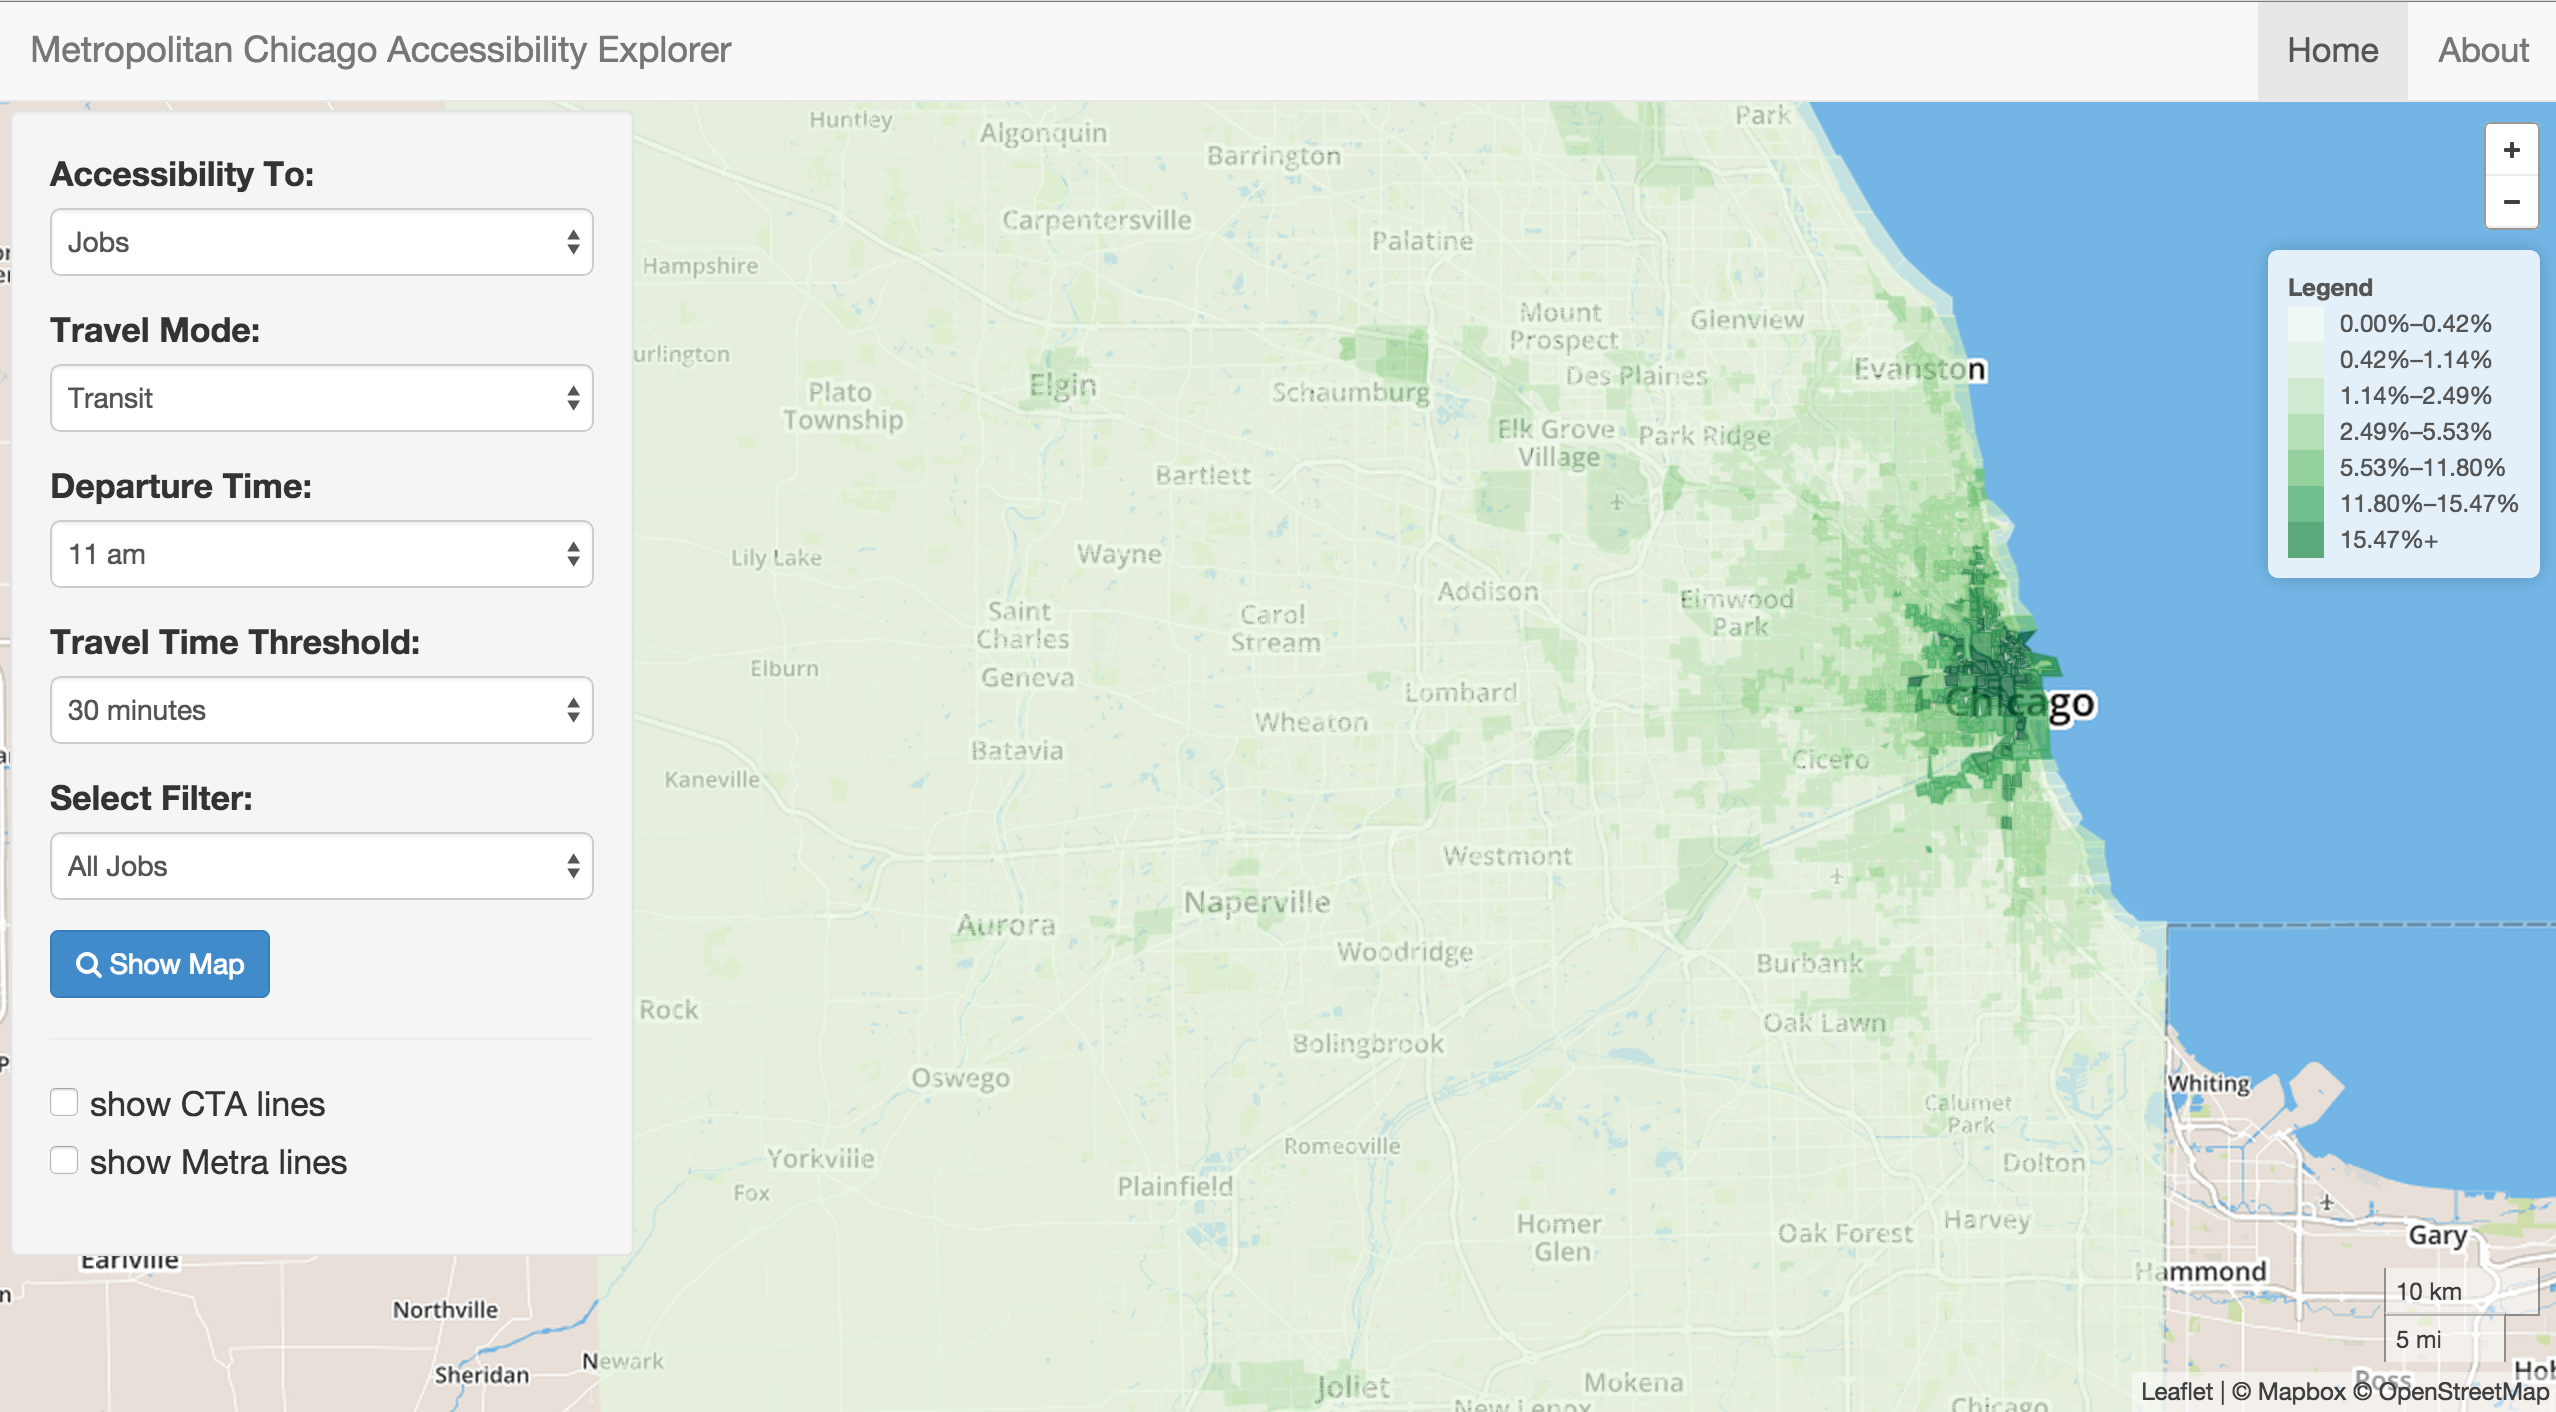 Metropolitan Chicago Accessibility Explorer
Home
About
Accessibility To:
Jobs
Travel Mode:
Transit
Departure Time:
11 am
Travel Time Threshold:
30 minutes
Select Filter:
All Jobs
Show Map
show CTA lines
show Metra lines
+
−
Legend
0.00%–0.42%
0.42%–1.14%
1.14%–2.49%
2.49%–5.53%
5.53%–11.80%
11.80%–15.47%
15.47%+
Huntley
Algonquin
Park
Barrington
Carpentersville
Palatine
Hampshire
Mount
Prospect
Glenview
urlington
Evanston
Elgin
Des Plaines
Plato
Township
Schaumburg
Elk Grove
Village
Park Ridge
Bartlett
Lily Lake
Wayne
Addison
Elmwood
Park
Saint
Charles
Carol
Stream
Elburn
Geneva
Lombard
Chicago
Wheaton
Batavia
Cicero
Kaneville
Westmont
Naperville
Aurora
Woodridge
Burbank
Rock
Oak Lawn
Bolingbrook
Oswego
Whiting
Calumet
Park
Romeoville
Yorkville
Dolton
Fox
Plainfield
Homer
Glen
Oak Forest
Harvey
Gary
Earlville
Hammond
Northville
Newark
Sheridan
Joliet
Mokena
New Lenox
Chicago
Ross
Hob
10 km
5 mi
Leaflet | © Mapbox © OpenStreetMap